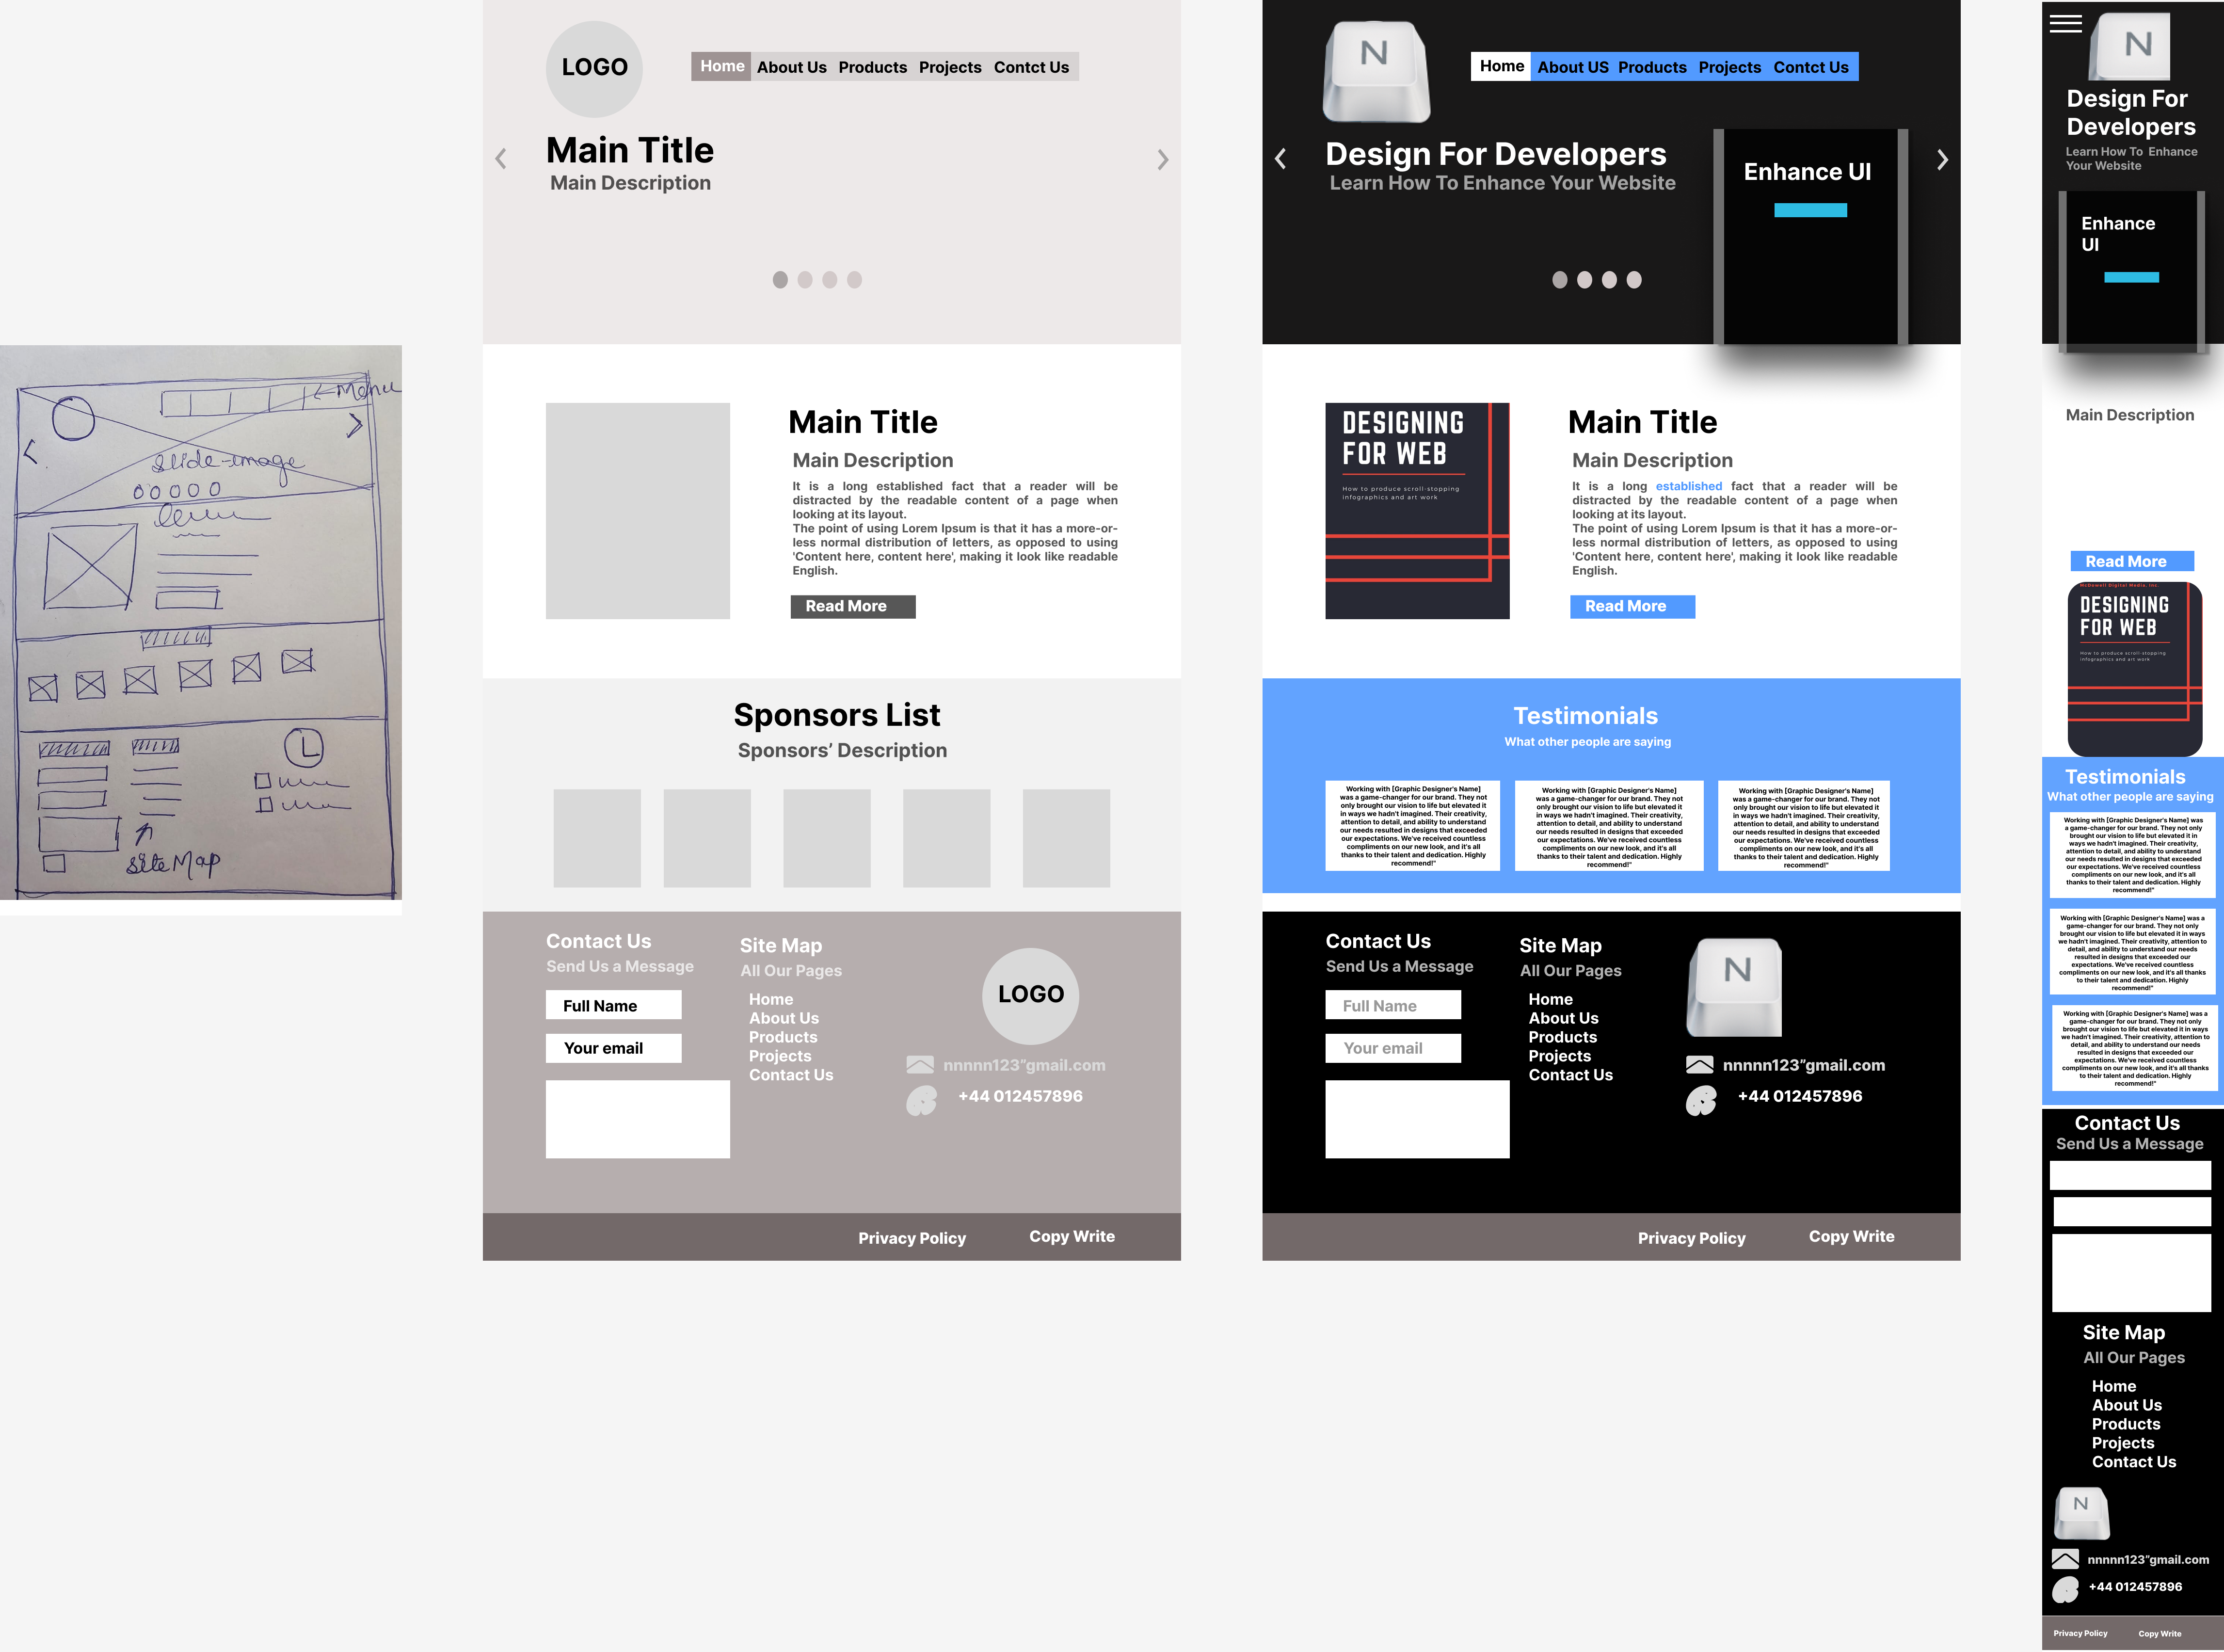 Menu
slide-image
site Map
LOGO
Home About Us Products Projects Contct Us
Main Title
Main Description
Main Title
Main Description
It is a long established fact that a reader will be
distracted by the readable content of a page when
looking at its layout.
The point of using Lorem Ipsum is that it has a more-or-
less normal distribution of letters, as opposed to using
'Content here, content here', making it look like readable
English.
Read More
Sponsors List
Sponsors' Description
Contact Us
Send Us a Message
Full Name
Your email
Site Map
All Our Pages
Home
About Us
Products
Projects
Contact Us
LOGO
nnnnn123"gmail.com
+44 012457896
Privacy Policy
Copy Write
N
Home About US Products Projects Contct Us
Design For Developers
Learn How To Enhance Your Website
Enhance UI
DESIGNING
FOR WEB
How to produce scroll-stopping
infographics and art work
Main Title
Main Description
It is a long established fact that a reader will be
distracted by the readable content of a page when
looking at its layout.
The point of using Lorem Ipsum is that it has a more-or-
less normal distribution of letters, as opposed to using
'Content here, content here', making it look like readable
English.
Read More
Testimonials
What other people are saying
Working with [Graphic Designer's Name]
was a game-changer for our brand. They not
only brought our vision to life but elevated it
in ways we hadn't imagined. Their creativity,
attention to detail, and ability to understand
our needs resulted in designs that exceeded
our expectations. We've received countless
compliments on our new look, and it's all
thanks to their talent and dedication. Highly
recommend!"
Working with [Graphic Designer's Name]
was a game-changer for our brand. They not
only brought our vision to life but elevated it
in ways we hadn't imagined. Their creativity,
attention to detail, and ability to understand
our needs resulted in designs that exceeded
our expectations. We've received countless
compliments on our new look, and it's all
thanks to their talent and dedication. Highly
recommend!"
Working with [Graphic Designer's Name]
was a game-changer for our brand. They not
only brought our vision to life but elevated it
in ways we hadn't imagined. Their creativity,
attention to detail, and ability to understand
our needs resulted in designs that exceeded
our expectations. We've received countless
compliments on our new look, and it's all
thanks to their talent and dedication. Highly
recommend!"
Contact Us
Send Us a Message
Full Name
Your email
Site Map
All Our Pages
Home
About Us
Products
Projects
Contact Us
N
nnnnn123"gmail.com
+44 012457896
Privacy Policy
Copy Write
N
Design For
Developers
Learn How To Enhance
Your Website
Enhance
UI
Main Description
Read More
McDowell Digital Media, Inc.
DESIGNING
FOR WEB
How to produce scroll-stopping
infographics and art work
Testimonials
What other people are saying
Working with [Graphic Designer's Name] was
a game-changer for our brand. They not only
brought our vision to life but elevated it in
ways we hadn't imagined. Their creativity,
attention to detail, and ability to understand
our needs resulted in designs that exceeded
our expectations. We've received countless
compliments on our new look, and it's all
thanks to their talent and dedication. Highly
recommend!"
Working with [Graphic Designer's Name] was a
game-changer for our brand. They not only
brought our vision to life but elevated it in ways
we hadn't imagined. Their creativity, attention to
detail, and ability to understand our needs
resulted in designs that exceeded our
expectations. We've received countless
compliments on our new look, and it's all thanks
to their talent and dedication. Highly
recommend!"
Working with [Graphic Designer's Name] was a
game-changer for our brand. They not only
brought our vision to life but elevated it in ways
we hadn't imagined. Their creativity, attention to
detail, and ability to understand our needs
resulted in designs that exceeded our
expectations. We've received countless
compliments on our new look, and it's all thanks
to their talent and dedication. Highly
recommend!"
Contact Us
Send Us a Message
Site Map
All Our Pages
Home
About Us
Products
Projects
Contact Us
N
nnnnn123"gmail.com
+44 012457896
Privacy Policy
Copy Write